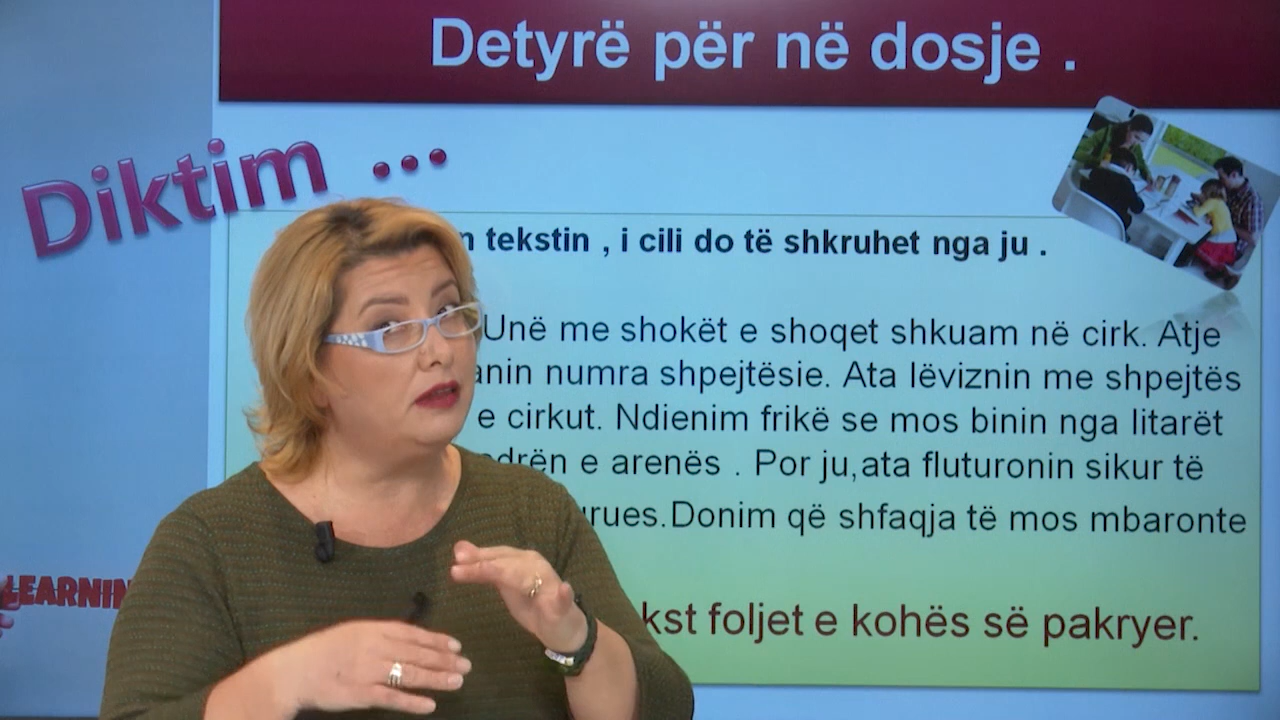 Detyrë për në dosje .
Diktim ...
tekstin , i cili do të shkruhet nga ju .
Unë me shokët e shoqet shkuam në cirk. Atje
numra shpejtësie. Ata lëviznin me shpejtës
e cirkut. Ndienim frikë se mos binin nga litarët
e arenës . Por ju,ata fluturonin sikur të
Donim që shfaqja të mos mbaronte
foljet e kohës së pakryer.